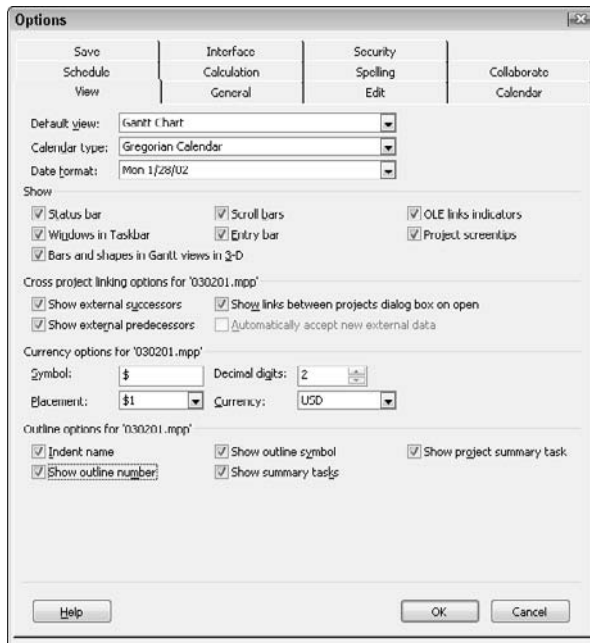 Options
Save Interface Security
Schedule Calculation Spelling Collaborate
View General Edit Calendar
Default view: Gantt Chart
Calendar type: Gregorian Calendar
Date format: Mon 1/28/02
Show
Status bar Scroll bars OLE links indicators
Windows in Taskbar Entry bar Project screentips
Bars and shapes in Gantt views in 3-D
Cross project linking options for '030201.mpp'
Show external successors Show links between projects dialog box on open
Show external predecessors Automatically accept new external data
Currency options for '030201.mpp'
Symbol: $ Decimal digits: 2
Placement: $1 Currency: USD
Outline options for '030201.mpp'
Indent name Show outline symbol Show project summary task
Show outline number Show summary tasks
Help OK Cancel